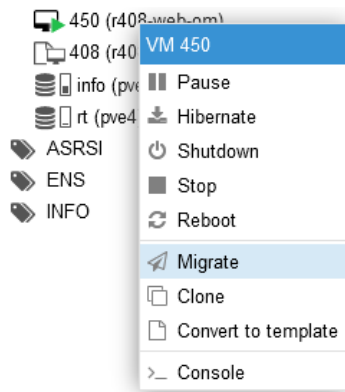 450 (r408-web-om)
VM 450
408 (r40
Pause
info (pve
Hibernate
rt (pve4
Shutdown
ASRSI
Stop
ENS
Reboot
INFO
Migrate
Clone
Convert to template
Console